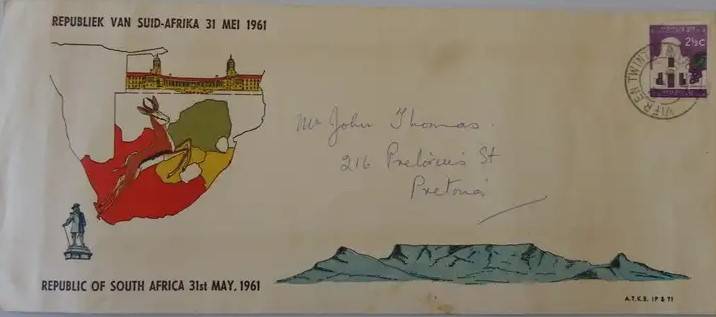 REPUBLIEK VAN SUID-AFRIKA 31 MEI 1961
2½C
Mr John Thomas.
216 Pretorius St
Pretoria
REPUBLIC OF SOUTH AFRICA 31st MAY, 1961
A.T.K.B. IP & TI